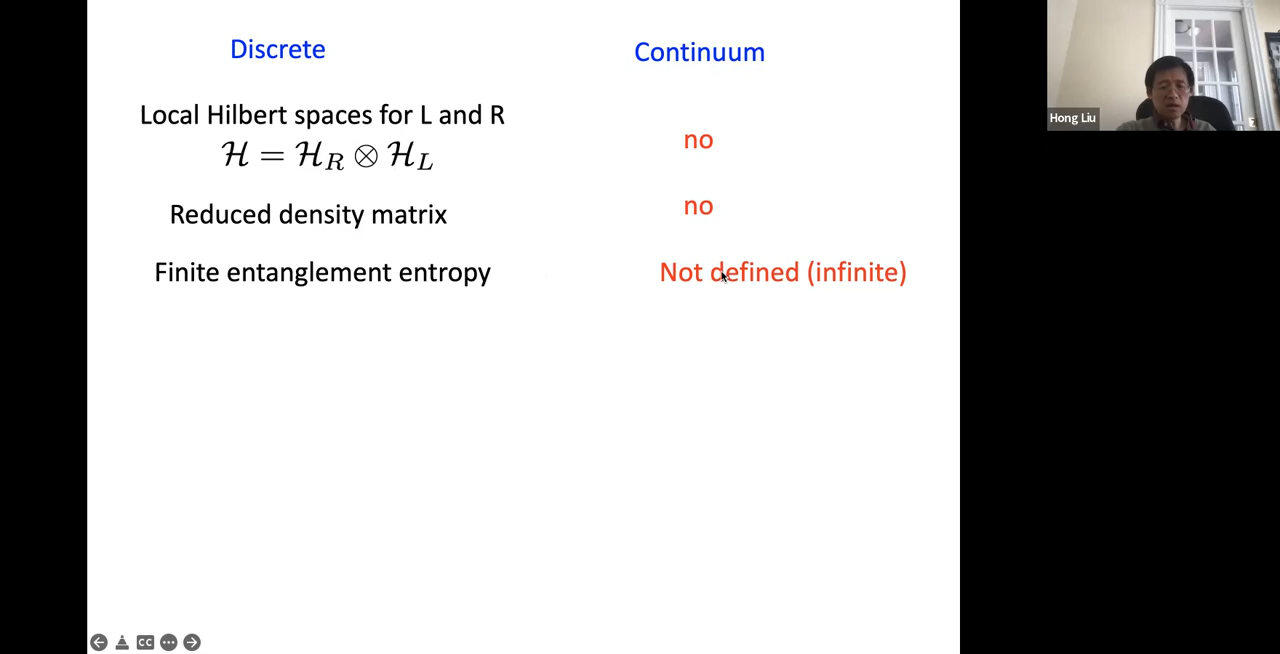 Discrete
Continuum
Local Hilbert spaces for L and R
no
ℋ = ℋ_R ⊗ ℋ_L
Reduced density matrix
no
Finite entanglement entropy
Not defined (infinite)
Hong Liu
CC